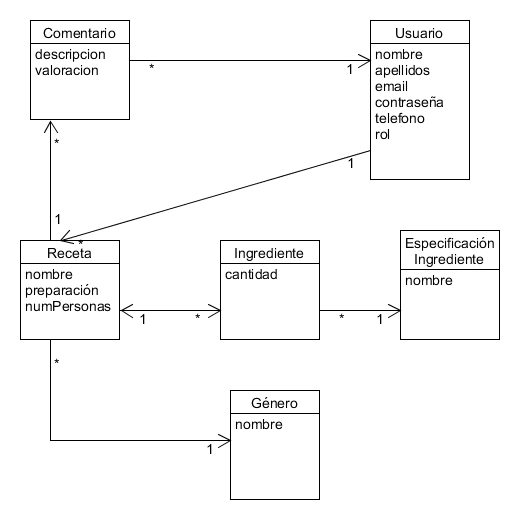 Comentario
descripcion
valoracion
Usuario
nombre
apellidos
email
contraseña
telefono
rol
*
1
*
1
1
*
Receta
nombre
preparación
numPersonas
Ingrediente
cantidad
Especificación
Ingrediente
nombre
1
*
*
1
*
1
Género
nombre